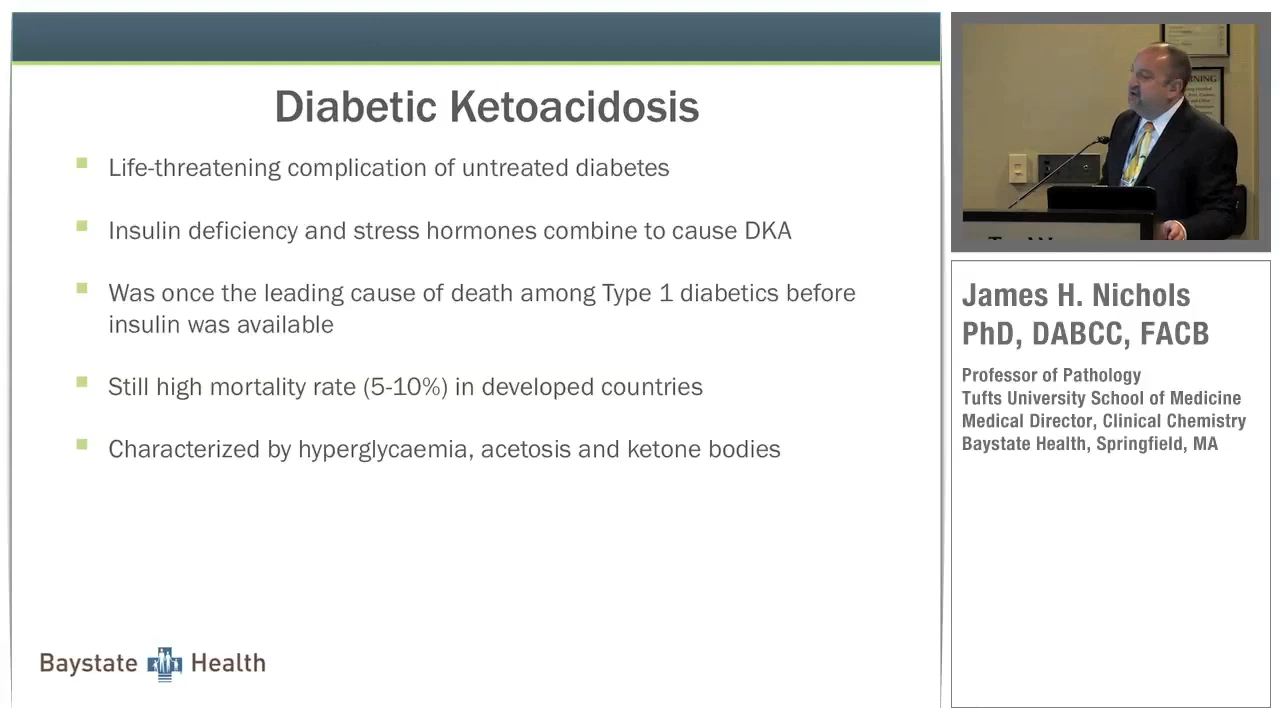 Diabetic Ketoacidosis
Life-threatening complication of untreated diabetes
Insulin deficiency and stress hormones combine to cause DKA
Was once the leading cause of death among Type 1 diabetics before
insulin was available
Still high mortality rate (5-10%) in developed countries
Characterized by hyperglycaemia, acetosis and ketone bodies
Baystate Health
James H. Nichols
PhD, DABCC, FACB
Professor of Pathology
Tufts University School of Medicine
Medical Director, Clinical Chemistry
Baystate Health, Springfield, MA